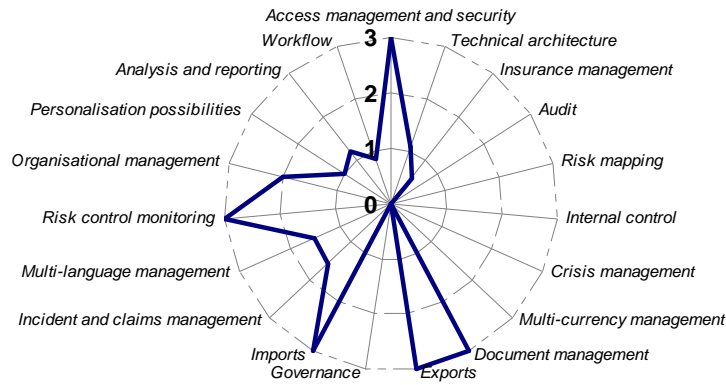 Access management and security
Workflow
3
Technical architecture
Analysis and reporting
Insurance management
2
Personalisation possibilities
Audit
1
Organisational management
Risk mapping
0
Risk control monitoring
Internal control
Multi-language management
Crisis management
Incident and claims management
Multi-currency management
Imports
Document management
Governance
Exports